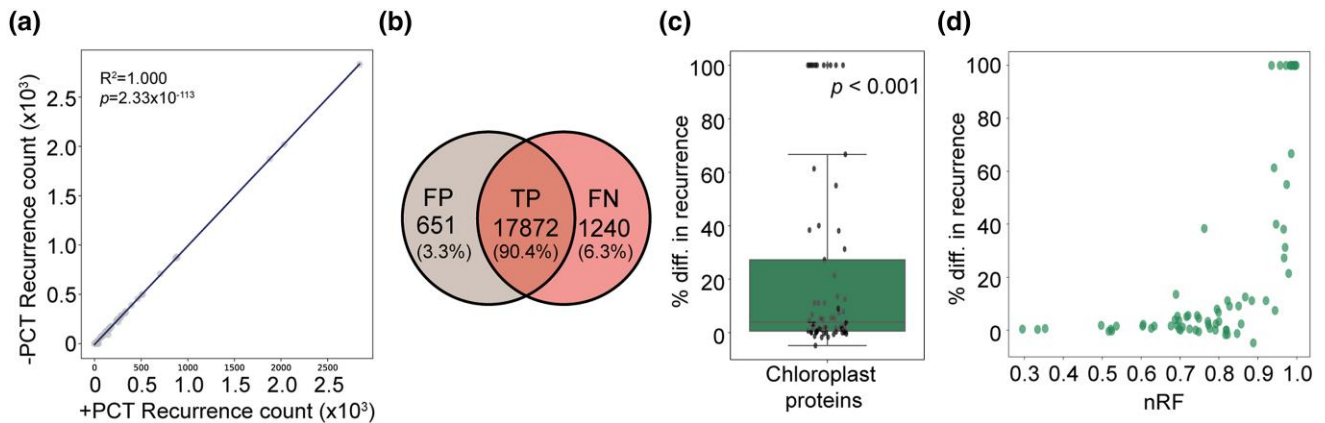 (a)
-PCT Recurrence count (x10³)
2.5
2.0
1.5
1.0
0.5
0
R²=1.000
p=2.33x10⁻¹¹³
0 500 1000 1500 2000 2500
0 0.5 1.0 1.5 2.0 2.5
+PCT Recurrence count (x10³)
(b)
FP
651
(3.3%)
TP
17872
(90.4%)
FN
1240
(6.3%)
(c)
% diff. in recurrence
100
80
60
40
20
0
p < 0.001
Chloroplast
proteins
(d)
% diff. in recurrence
100
80
60
40
20
0
0.3 0.4 0.5 0.6 0.7 0.8 0.9 1.0
nRF